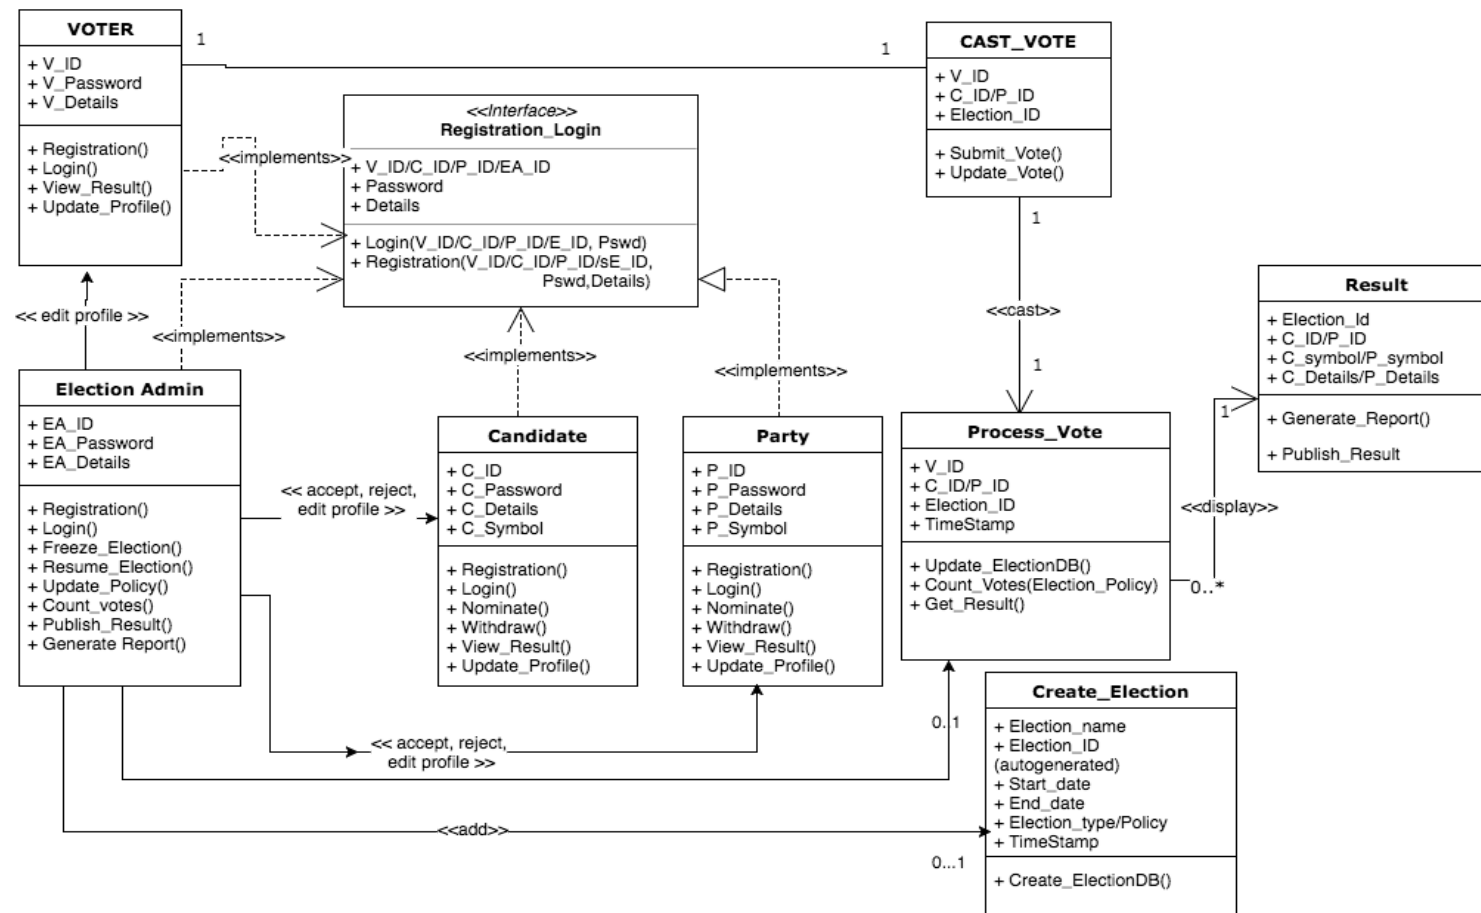 VOTER
+ V_ID
+ V_Password
+ V_Details
+ Registration()
+ Login()
+ View_Result()
+ Update_Profile()
1
1
CAST_VOTE
+ V_ID
+ C_ID/P_ID
+ Election_ID
+ Submit_Vote()
+ Update_Vote()
<<Interface>>
Registration_Login
+ V_ID/C_ID/P_ID/EA_ID
+ Password
+ Details
+ Login(V_ID/C_ID/P_ID/E_ID, Pswd)
+ Registration(V_ID/C_ID/P_ID/sE_ID,
Pswd,Details)
<<implements>>
<< edit profile >>
<<implements>>
<<implements>>
<<implements>>
1
<<cast>>
1
Result
+ Election_Id
+ C_ID/P_ID
+ C_symbol/P_symbol
+ C_Details/P_Details
+ Generate_Report()
+ Publish_Result
Election Admin
+ EA_ID
+ EA_Password
+ EA_Details
+ Registration()
+ Login()
+ Freeze_Election()
+ Resume_Election()
+ Update_Policy()
+ Count_votes()
+ Publish_Result()
+ Generate Report()
<< accept, reject,
edit profile >>
Candidate
+ C_ID
+ C_Password
+ C_Details
+ C_Symbol
+ Registration()
+ Login()
+ Nominate()
+ Withdraw()
+ View_Result()
+ Update_Profile()
Party
+ P_ID
+ P_Password
+ P_Details
+ P_Symbol
+ Registration()
+ Login()
+ Nominate()
+ Withdraw()
+ View_Result()
+ Update_Profile()
Process_Vote
+ V_ID
+ C_ID/P_ID
+ Election_ID
+ TimeStamp
+ Update_ElectionDB()
+ Count_Votes(Election_Policy)
+ Get_Result()
1
<<display>>
0..*
<< accept, reject,
edit profile >>
0..1
<<add>>
0...1
Create_Election
+ Election_name
+ Election_ID
(autogenerated)
+ Start_date
+ End_date
+ Election_type/Policy
+ TimeStamp
+ Create_ElectionDB()